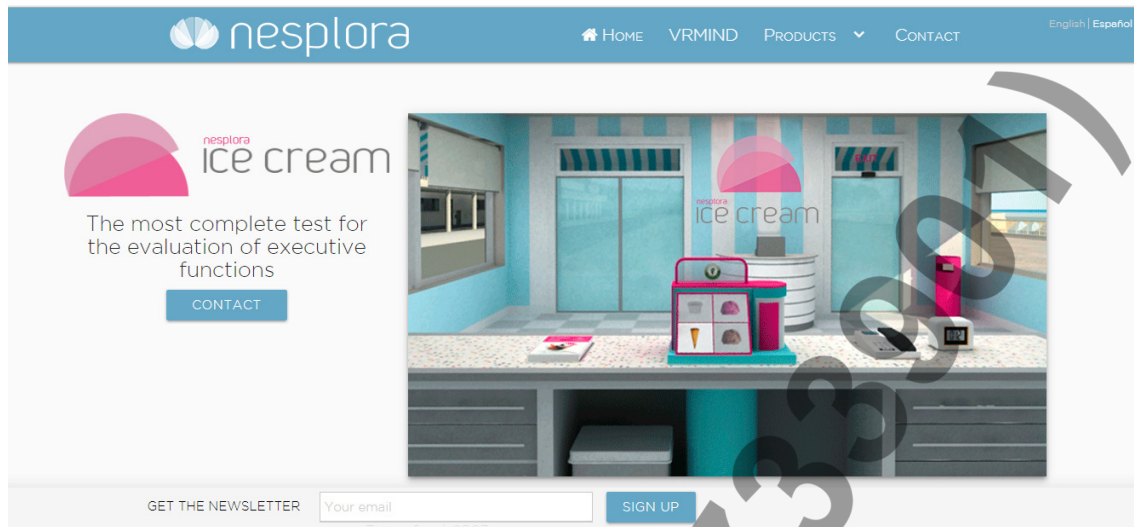 nesplora
HOME VRMIND PRODUCTS CONTACT
English | Español
nesplora
ice cream
The most complete test for
the evaluation of executive
functions
CONTACT
nesplora
ice cream
EXIT
GET THE NEWSLETTER Your email SIGN UP